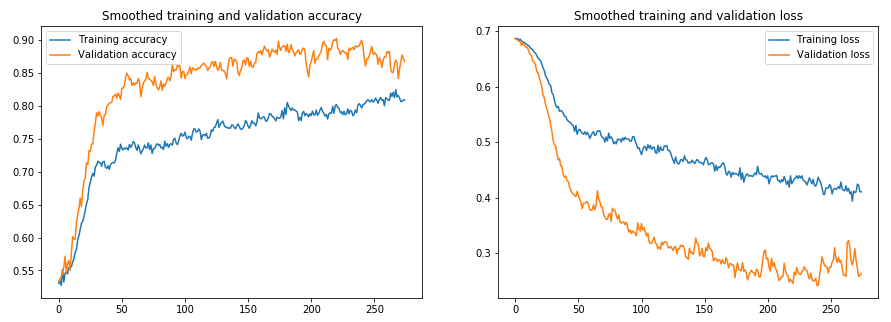 Smoothed training and validation accuracy
Training accuracy
Validation accuracy
0.90
0.85
0.80
0.75
0.70
0.65
0.60
0.55
0 50 100 150 200 250
Smoothed training and validation loss
Training loss
Validation loss
0.7
0.6
0.5
0.4
0.3
0 50 100 150 200 250